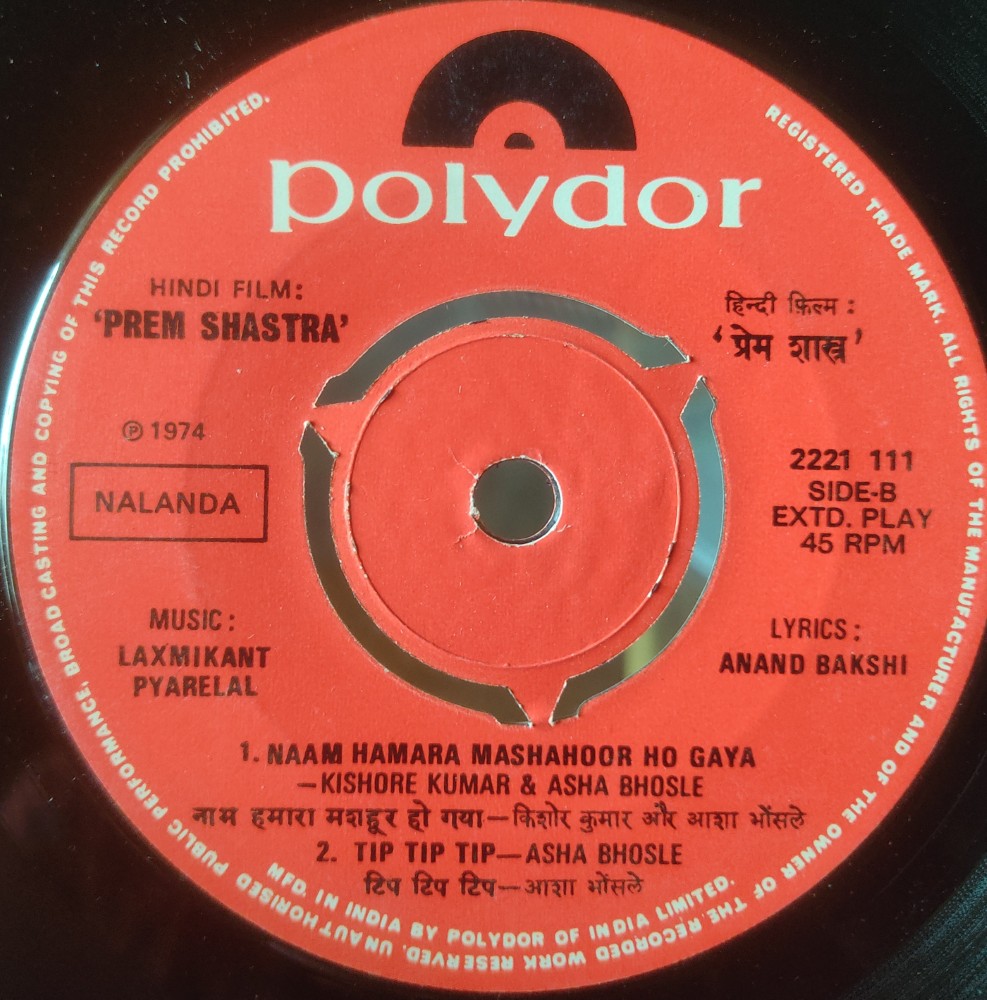 polydor
REGISTERED TRADE MARK. ALL RIGHTS OF THE MANUFACTURER AND OF THE OWNER OF THE RECORDED WORK RESERVED. UNAUTHORISED PUBLIC PERFORMANCE, BROADCASTING AND COPYING OF THIS RECORD PROHIBITED.
HINDI FILM:
'PREM SHASTRA'
हिन्दी फ़िल्म :
'प्रेम शास्त्र'
℗ 1974
NALANDA
2221 111
SIDE-B
EXTD. PLAY
45 RPM
MUSIC:
LAXMIKANT
PYARELAL
LYRICS:
ANAND BAKSHI
1. NAAM HAMARA MASHAHOOR HO GAYA
—KISHORE KUMAR & ASHA BHOSLE
नाम हमारा मशहूर हो गया—किशोर कुमार और आशा भोंसले
2. TIP TIP TIP—ASHA BHOSLE
टिप टिप टिप—आशा भोंसले
MFD. IN INDIA BY POLYDOR OF INDIA LIMITED.